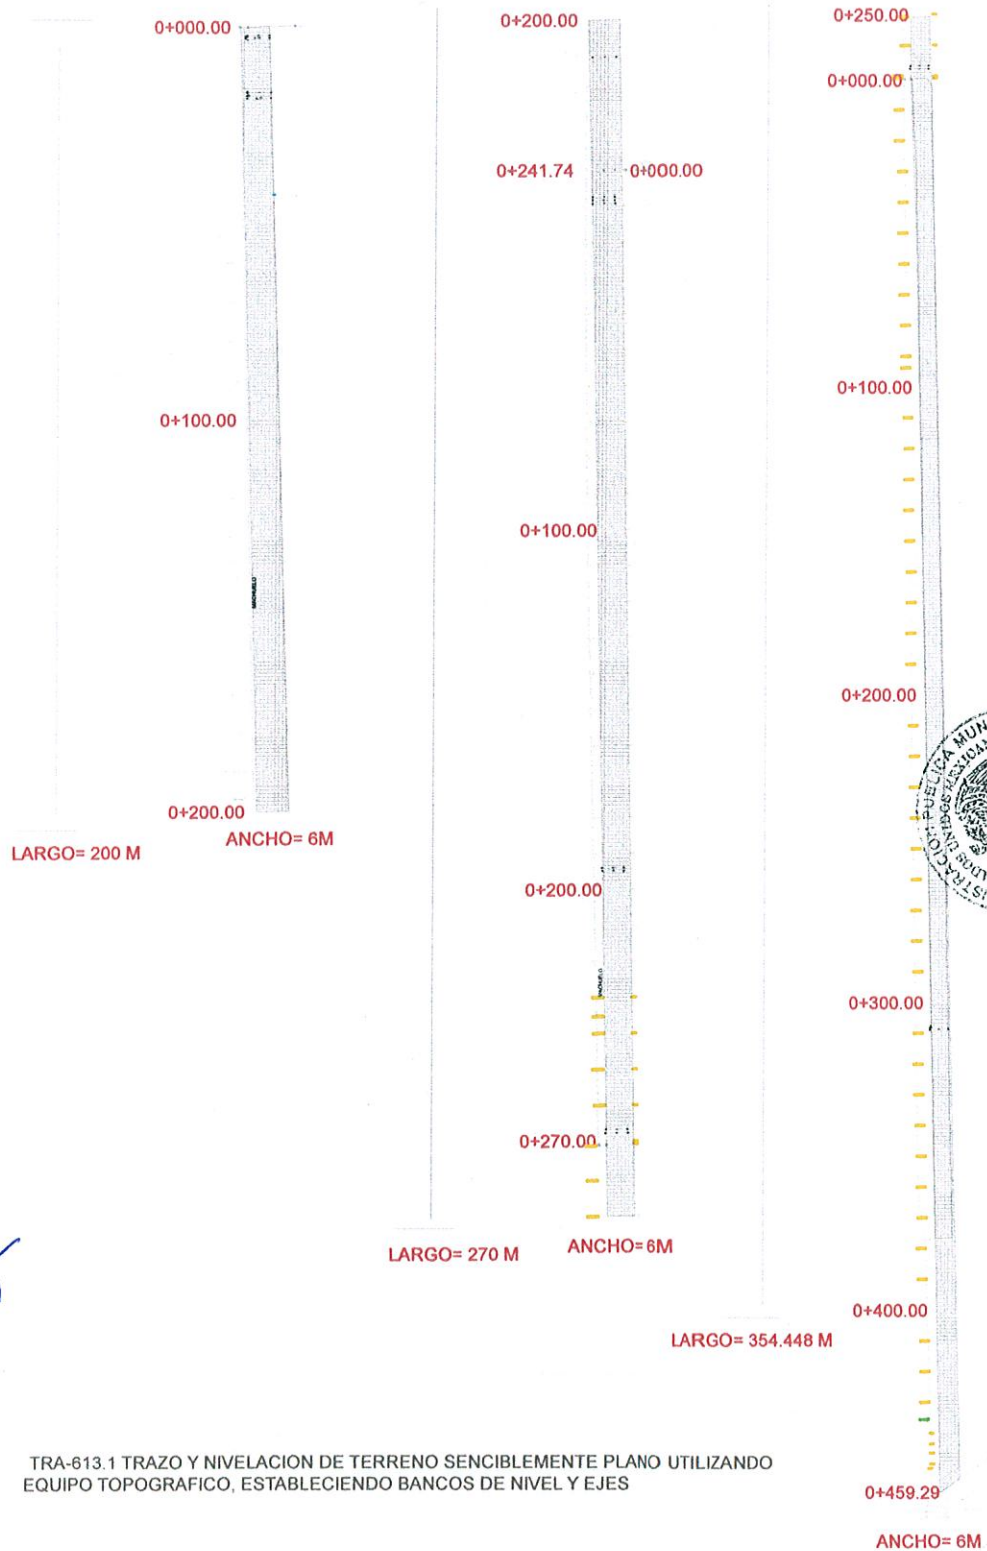 0+000.00
0+100.00
MACHUELO
0+200.00
LARGO= 200 M
ANCHO= 6M
0+200.00
0+241.74
0+000.00
0+100.00
0+200.00
MACHUELO
0+270.00
LARGO= 270 M
ANCHO= 6M
0+250.00
0+000.00
0+100.00
0+200.00
0+300.00
0+400.00
0+459.29
LARGO= 354.448 M
ANCHO= 6M
TRA-613.1 TRAZO Y NIVELACION DE TERRENO SENCIBLEMENTE PLANO UTILIZANDO
EQUIPO TOPOGRAFICO, ESTABLECIENDO BANCOS DE NIVEL Y EJES